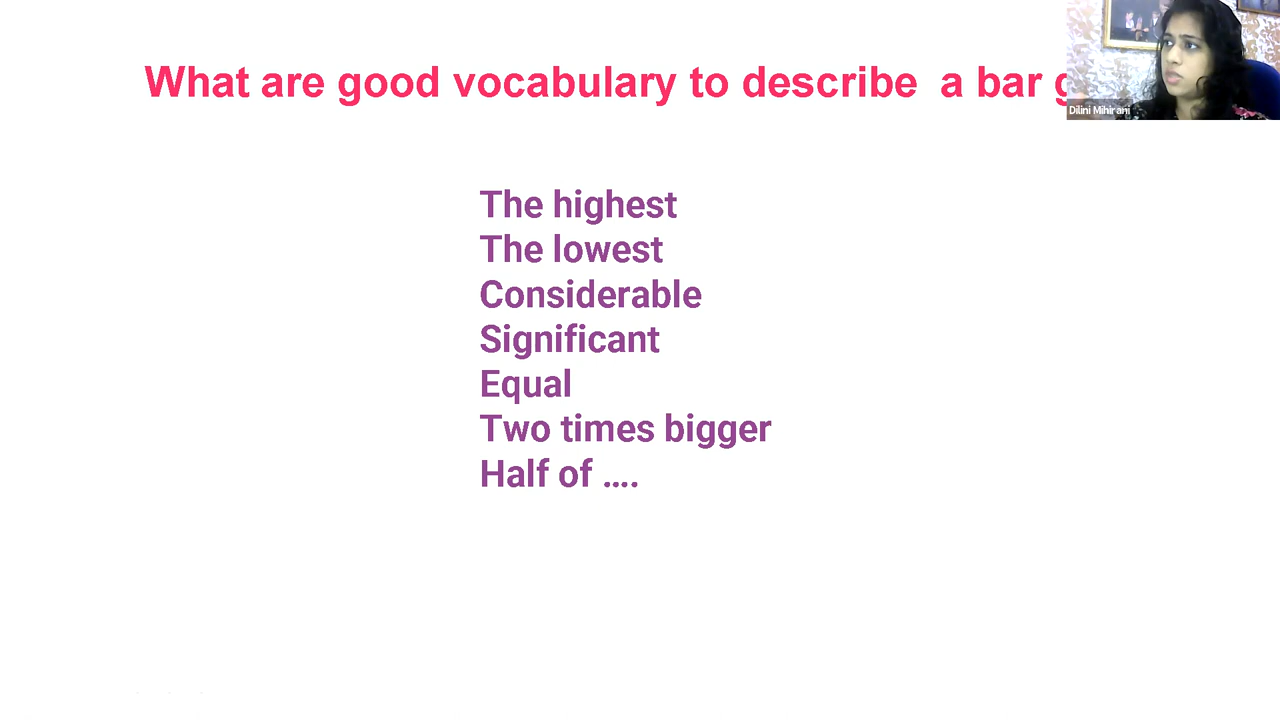 What are good vocabulary to describe a bar g
Dilini Mihirani
The highest
The lowest
Considerable
Significant
Equal
Two times bigger
Half of ....